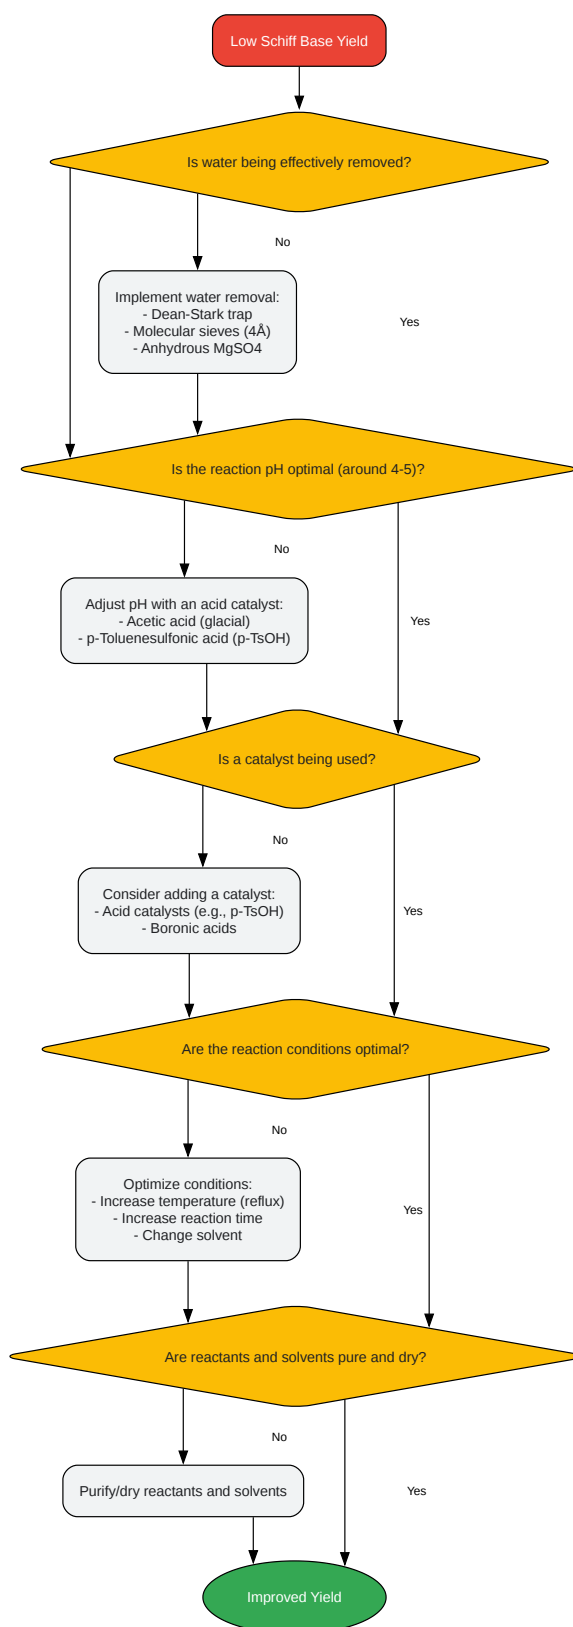 Low Schiff Base Yield
Is water being effectively removed?
No
Implement water removal:
- Dean-Stark trap
- Molecular sieves (4Å)
- Anhydrous MgSO4
Yes
Is the reaction pH optimal (around 4-5)?
No
Adjust pH with an acid catalyst:
- Acetic acid (glacial)
- p-Toluenesulfonic acid (p-TsOH)
Yes
Is a catalyst being used?
No
Consider adding a catalyst:
- Acid catalysts (e.g., p-TsOH)
- Boronic acids
Yes
Are the reaction conditions optimal?
No
Optimize conditions:
- Increase temperature (reflux)
- Increase reaction time
- Change solvent
Yes
Are reactants and solvents pure and dry?
No
Purify/dry reactants and solvents
Yes
Improved Yield